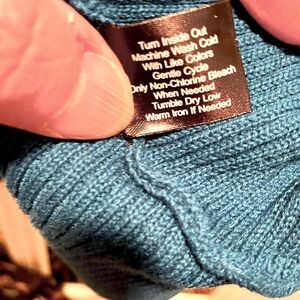 Turn Inside Out
Machine Wash Cold
With Like Colors
Gentle Cycle
Only Non-Chlorine Bleach
When Needed
Tumble Dry Low
Warm Iron If Needed